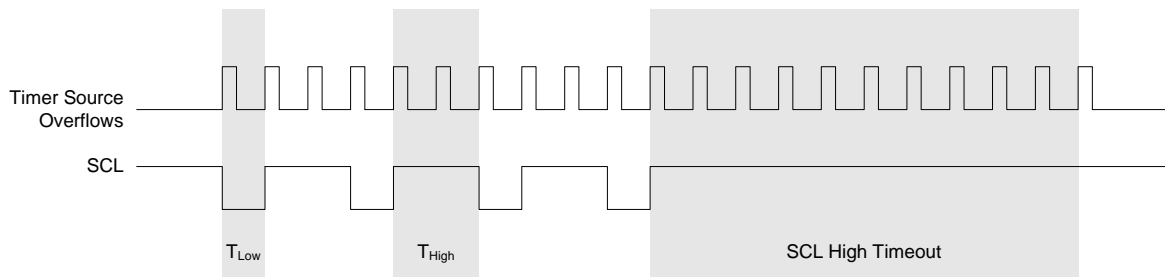 Timer Source
Overflows
SCL
TLow
THigh
SCL High Timeout